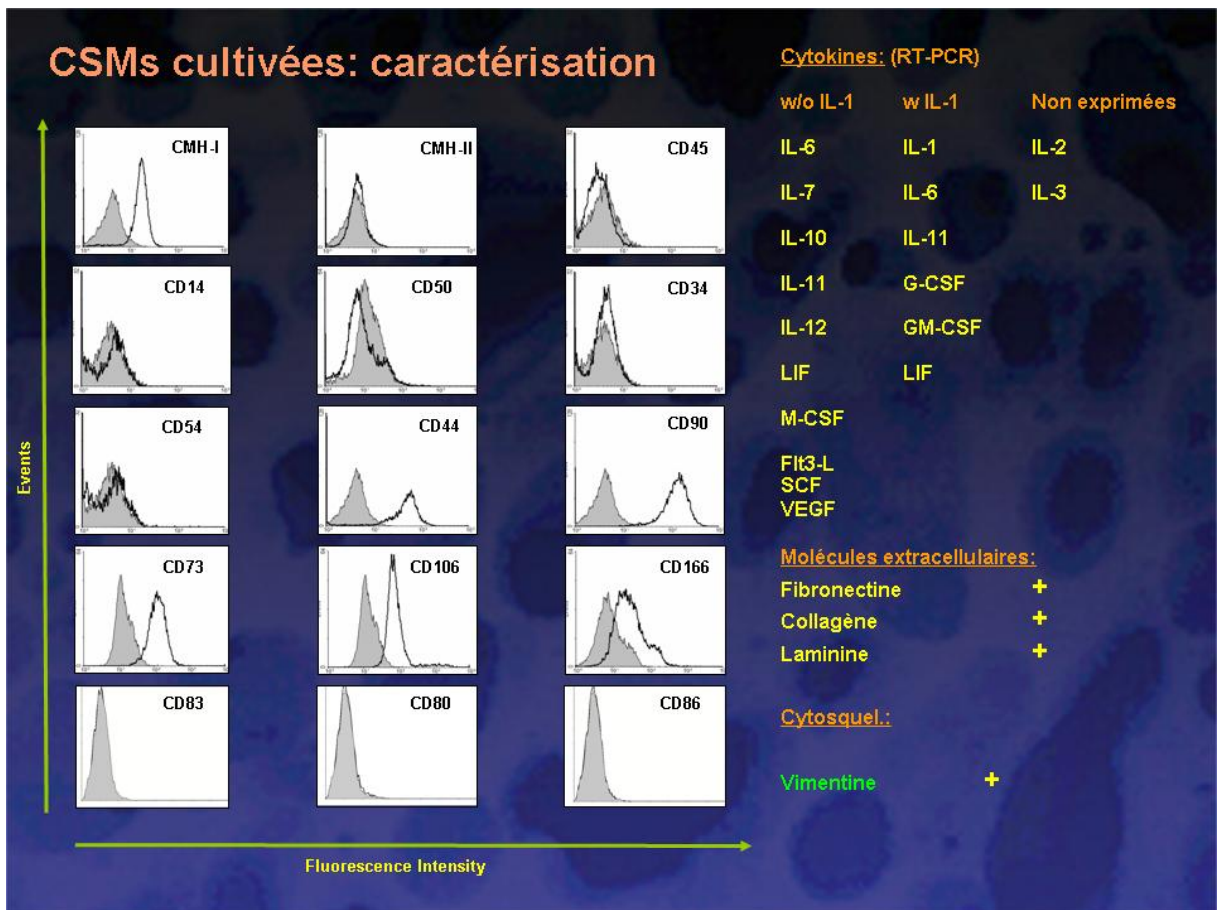 CSMs cultivées: caractérisation
CMH-I
CMH-II
CD45
CD14
CD50
CD34
CD54
CD44
CD90
CD73
CD106
CD166
CD83
CD80
CD86
Events
Fluorescence Intensity
Cytokines: (RT-PCR)
w/o IL-1 w IL-1 Non exprimées
IL-6 IL-1 IL-2
IL-7 IL-6 IL-3
IL-10 IL-11
IL-11 G-CSF
IL-12 GM-CSF
LIF LIF
M-CSF
Flt3-L
SCF
VEGF
Molécules extracellulaires:
Fibronectine +
Collagène +
Laminine +
Cytosquel.:
Vimentine +